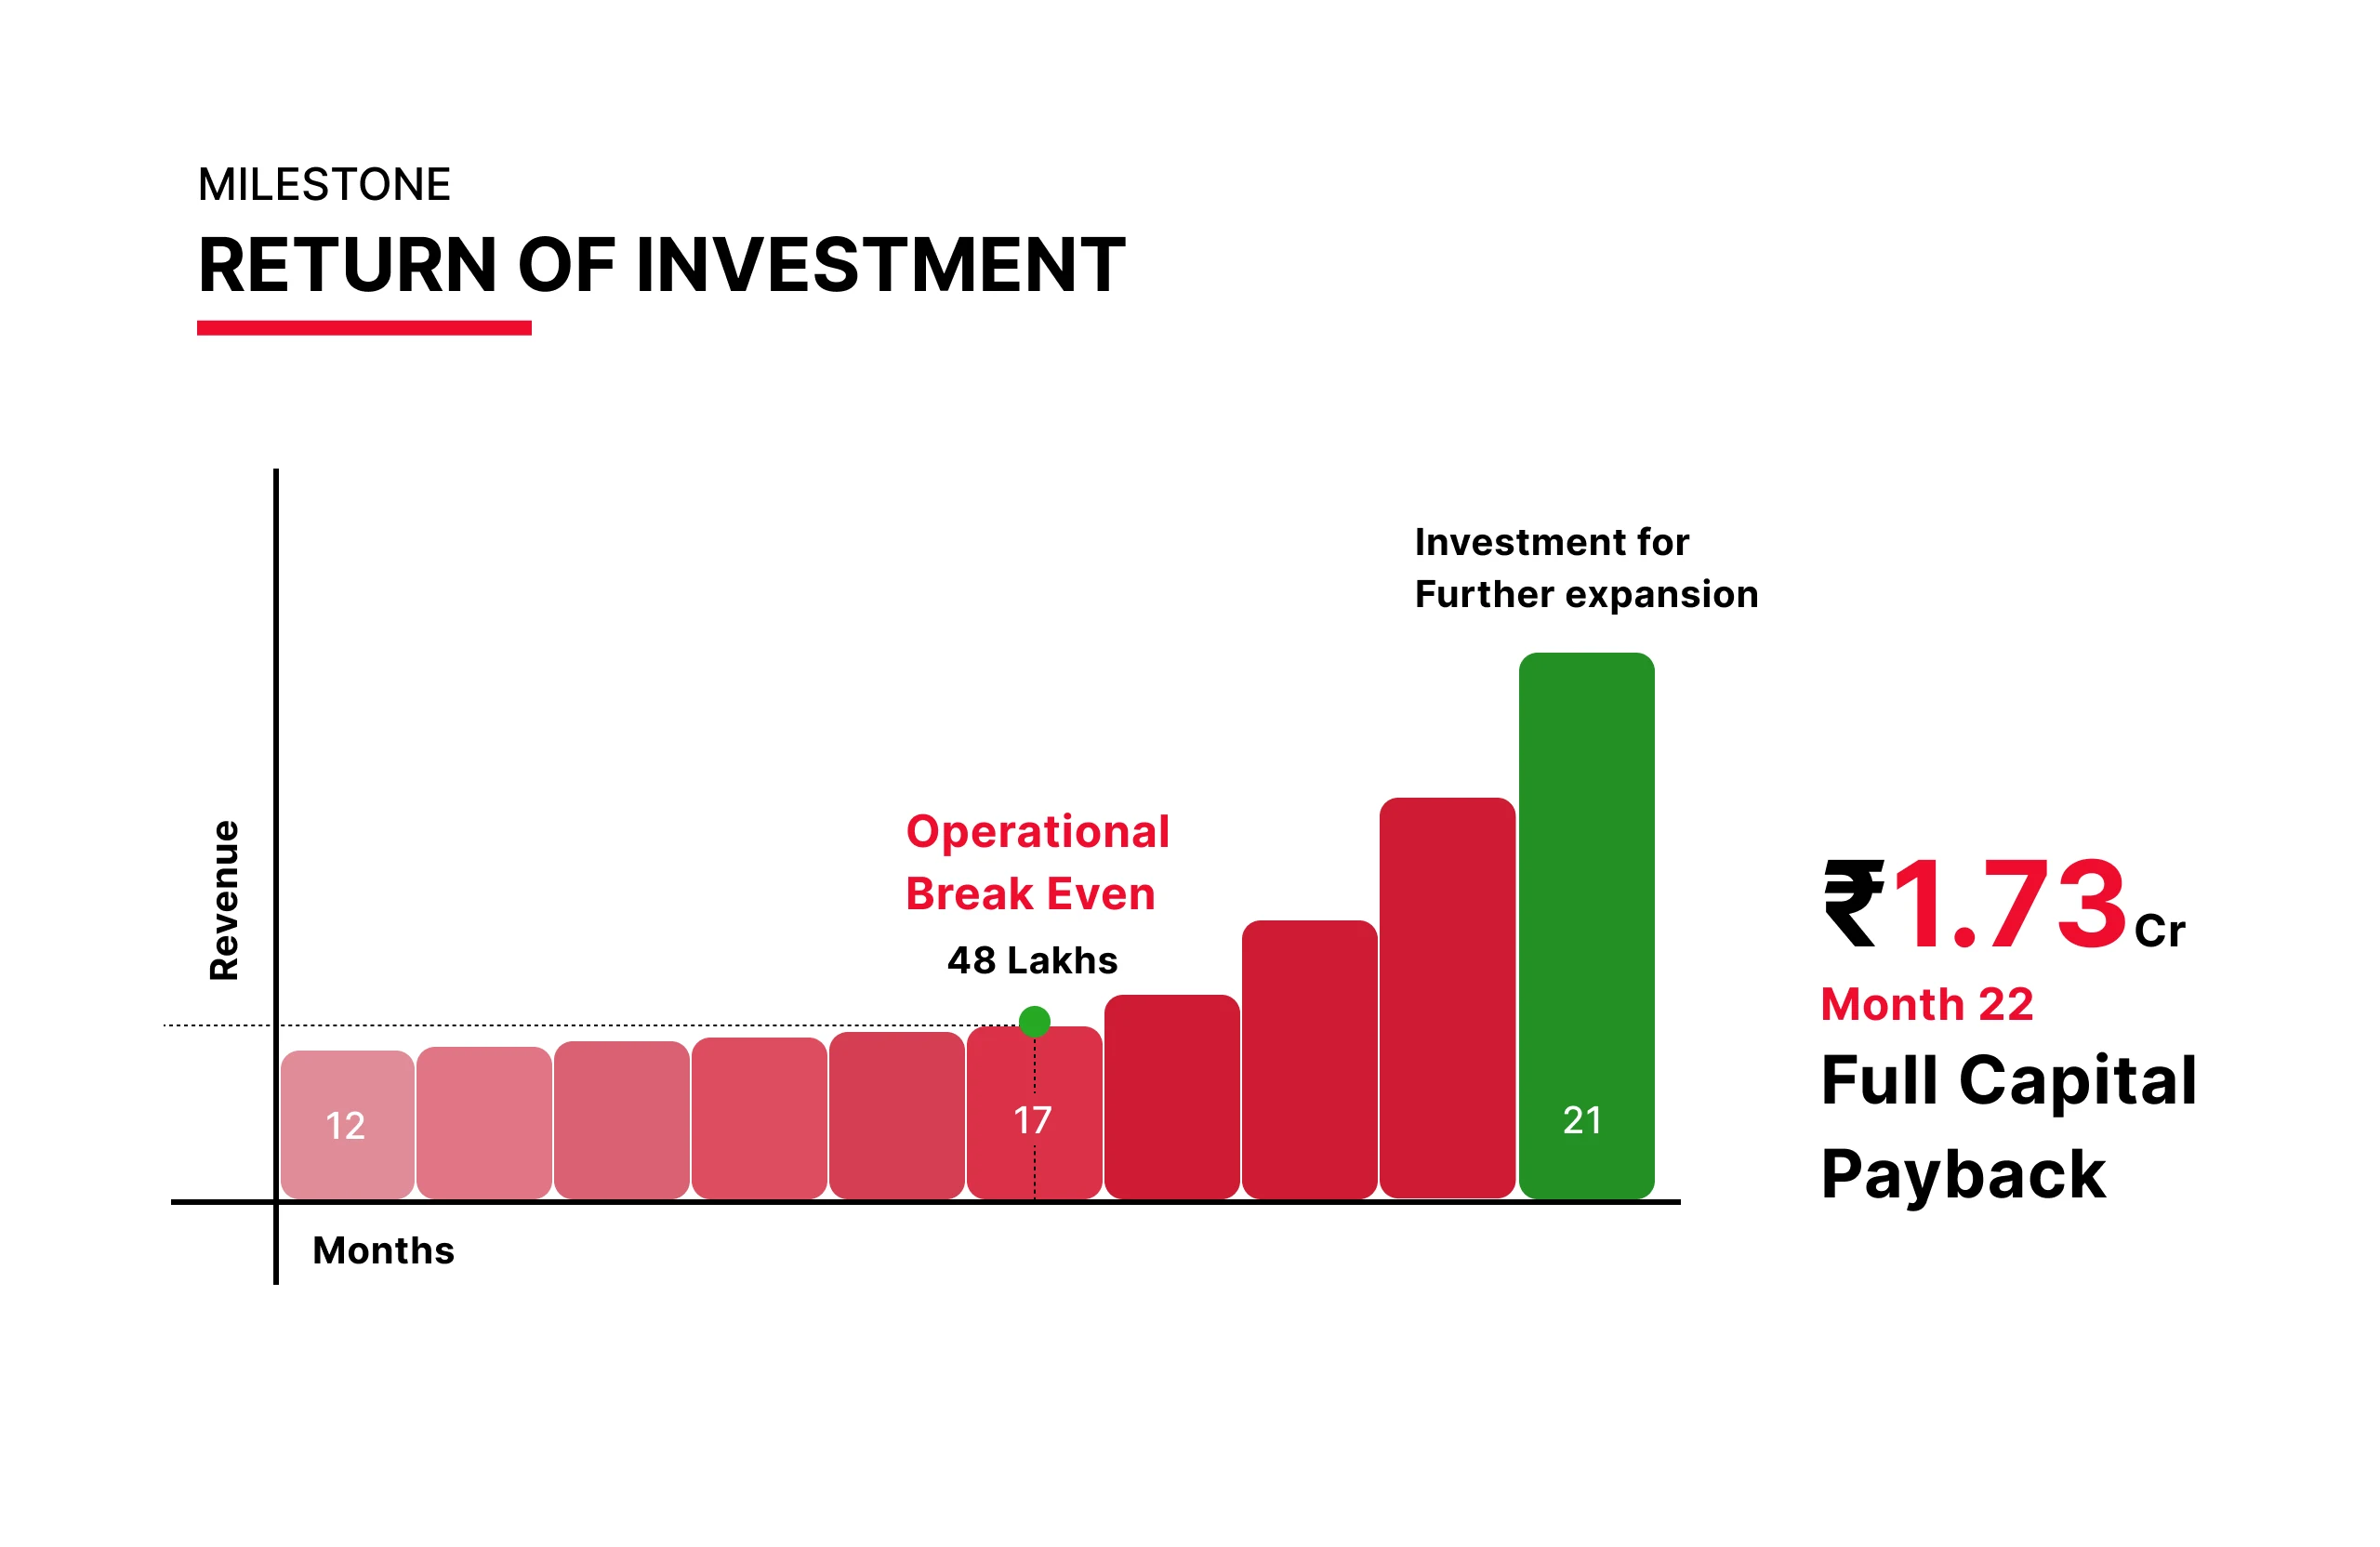 MILESTONE
RETURN OF INVESTMENT
Investment for
Further expansion
Operational
Break Even
48 Lakhs
Revenue
12
17
21
Months
₹1.73Cr
Month 22
Full Capital
Payback